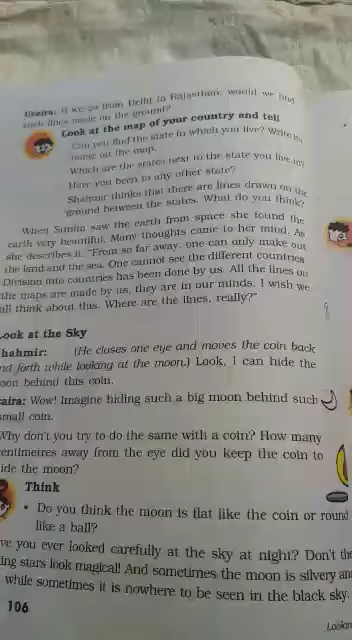 Uzaira: If we go from Delhi to Rajasthan, would we find
such lines made on the ground?
Look at the map of your country and tell
Can you find the state in which you live? Write its
name on the map.
Which are the states next to the state you live in?
Have you been to any other state?
Shahmir thinks that there are lines drawn on the
ground between the states. What do you think?
When Sunita saw the earth from space she found the
earth very beautiful. Many thoughts came to her mind. As
she describes it, "From so far away, one can only make out
the land and the sea. One cannot see the different countries
Division into countries has been done by us. All the lines on
the maps are made by us, they are in our minds. I wish we
all think about this. Where are the lines, really?"
Look at the Sky
hahmir: (He closes one eye and moves the coin back
nd forth while looking at the moon.) Look, I can hide the
oon behind this coin.
zaira: Wow! Imagine hiding such a big moon behind such
small coin.
Why don't you try to do the same with a coin? How many
entimetres away from the eye did you keep the coin to
ide the moon?
Think
• Do you think the moon is flat like the coin or round
like a ball?
ve you ever looked carefully at the sky at night? Don't the
ing stars look magical! And sometimes the moon is silvery an
while sometimes it is nowhere to be seen in the black sky.
106
Lookin